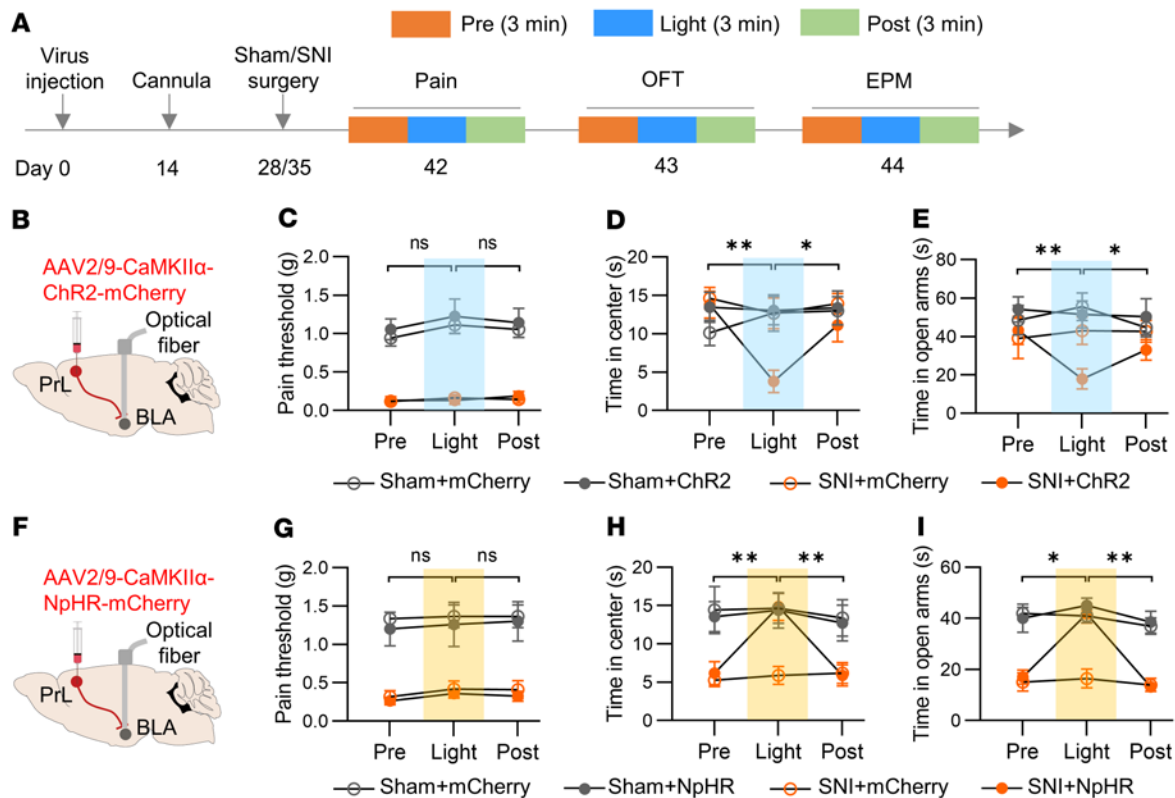 A
Pre (3 min) Light (3 min) Post (3 min)
Virus
injection
Cannula
Sham/SNI
surgery
Pain OFT EPM
Day 0 14 28/35 42 43 44
B
AAV2/9-CaMKIIα-
ChR2-mCherry
Optical
fiber
PrL
BLA
C
Pain threshold (g)
2.0
1.5
1.0
0.5
0.0
ns ns
Pre Light Post
D
Time in center (s)
20
15
10
5
0
** *
Pre Light Post
E
Time in open arms (s)
80
60
40
20
0
** *
Pre Light Post
Sham+mCherry Sham+ChR2 SNI+mCherry SNI+ChR2
F
AAV2/9-CaMKIIα-
NpHR-mCherry
Optical
fiber
PrL
BLA
G
Pain threshold (g)
2.0
1.5
1.0
0.5
0.0
ns ns
Pre Light Post
H
Time in center (s)
20
15
10
5
0
** **
Pre Light Post
I
Time in open arms (s)
60
40
20
0
* **
Pre Light Post
Sham+mCherry Sham+NpHR SNI+mCherry SNI+NpHR